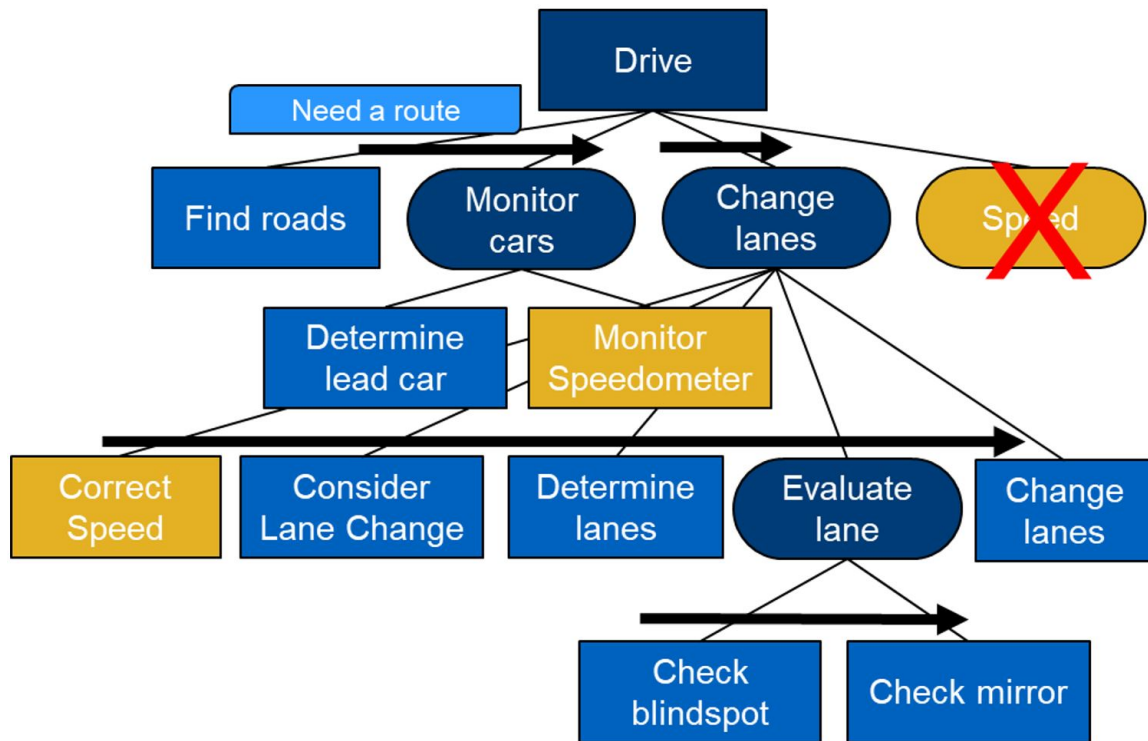 Drive
Need a route
Find roads
Monitor
cars
Change
lanes
Speed
Determine
lead car
Monitor
Speedometer
Correct
Speed
Consider
Lane Change
Determine
lanes
Evaluate
lane
Change
lanes
Check
blindspot
Check mirror